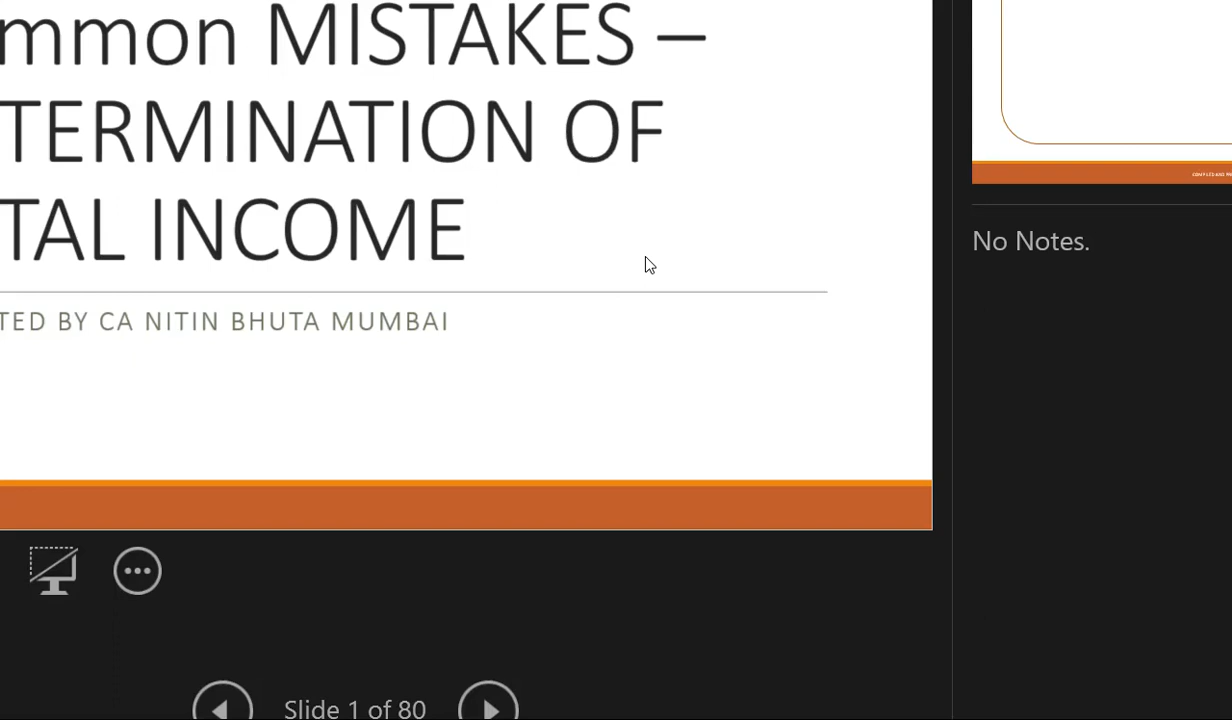 mmon MISTAKES –
TERMINATION OF
TAL INCOME
TED BY CA NITIN BHUTA MUMBAI
No Notes.
Slide 1 of 80